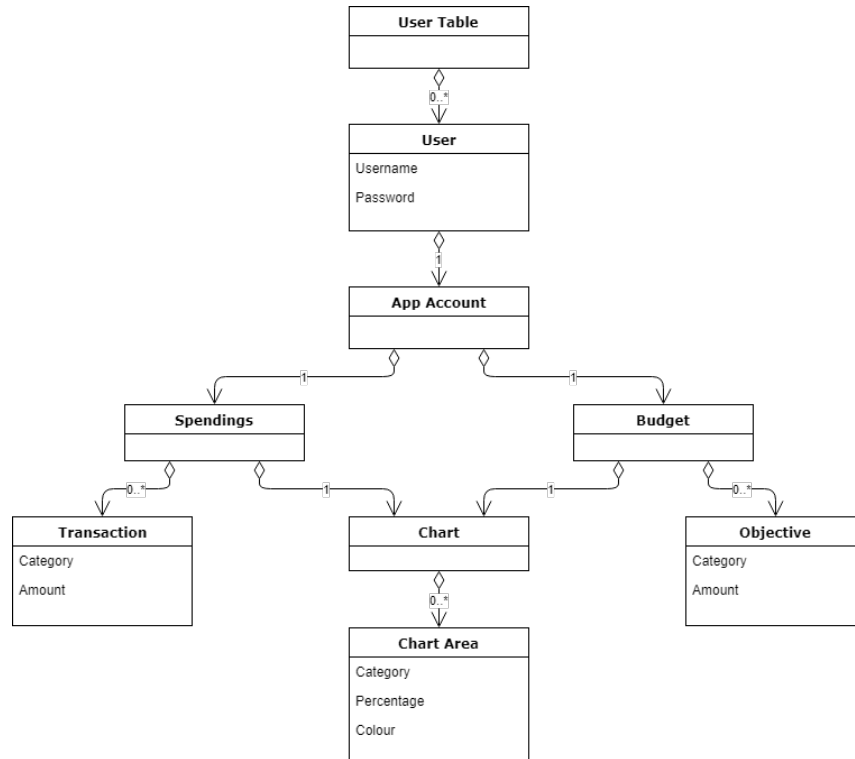 User Table
0..*
User
Username
Password
1
App Account
1
1
Spendings
Budget
0..*
1
1
0..*
Transaction
Category
Amount
Chart
Objective
Category
Amount
0..*
Chart Area
Category
Percentage
Colour